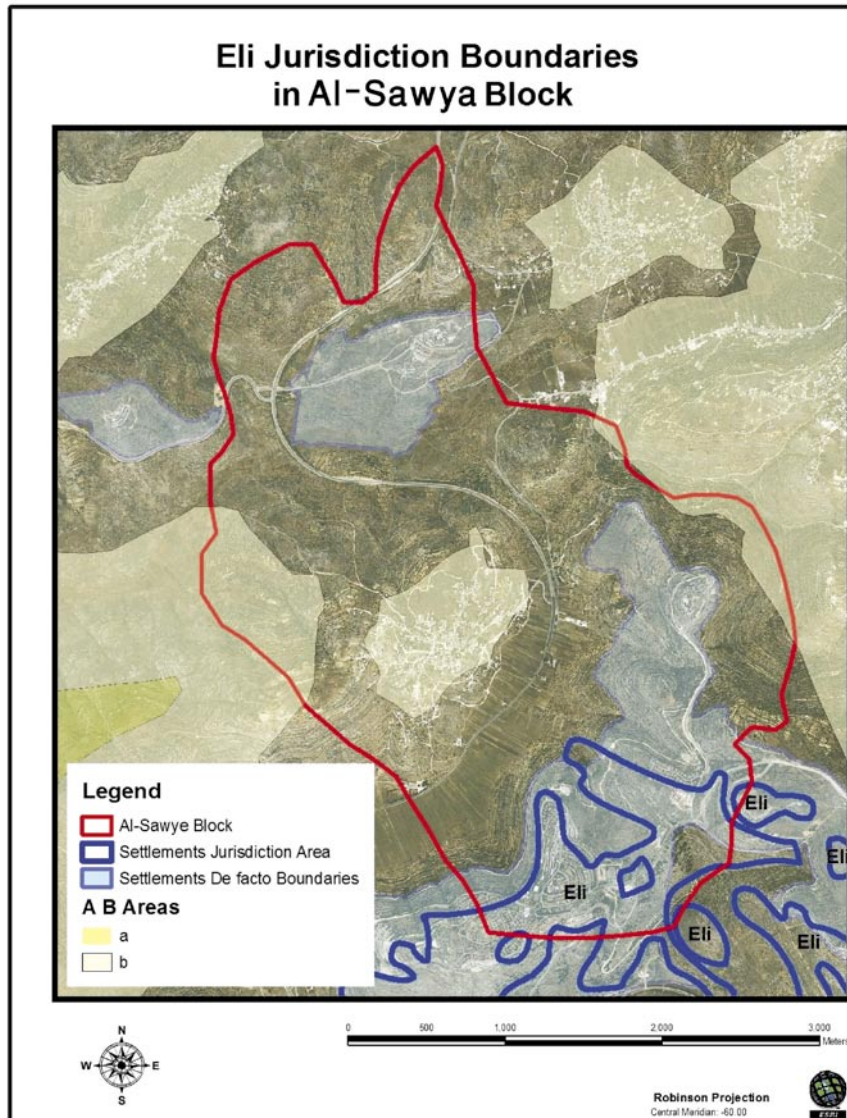 Eli Jurisdiction Boundaries
in Al-Sawya Block
Eli
Eli
Eli
Eli
Eli
Legend
Al-Sawye Block
Settlements Jurisdiction Area
Settlements De facto Boundaries
A B Areas
a
b
N
W E
S
0 500 1,000 2,000 3,000
Meters
Robinson Projection
Central Meridian: -60.00
ESRI